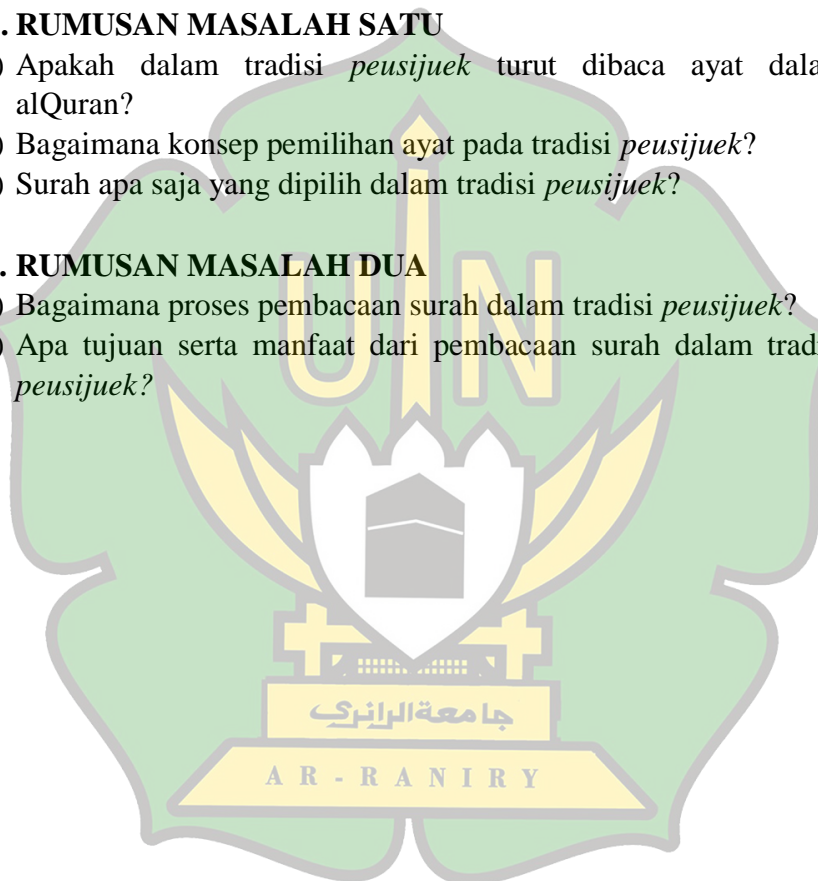 . RUMUSAN MASALAH SATU
) Apakah dalam tradisi peusijuek turut dibaca ayat dala
alQuran?
) Bagaimana konsep pemilihan ayat pada tradisi peusijuek?
) Surah apa saja yang dipilih dalam tradisi peusijuek?
. RUMUSAN MASALAH DUA
) Bagaimana proses pembacaan surah dalam tradisi peusijuek?
) Apa tujuan serta manfaat dari pembacaan surah dalam tradi
peusijuek?
UIN
جامعة الرانري
AR-RANIRY